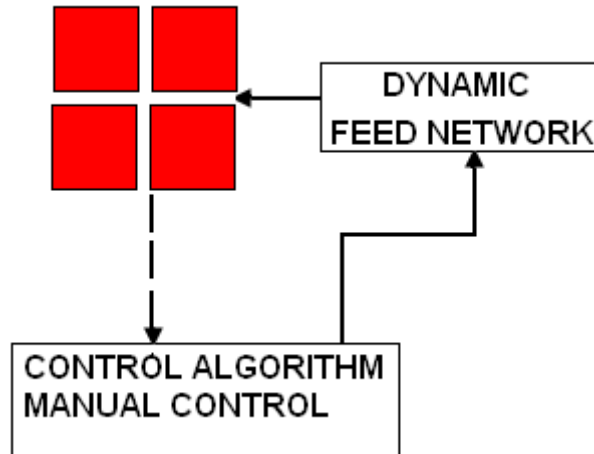 DYNAMIC
FEED NETWORK
CONTROL ALGORITHM
MANUAL CONTROL